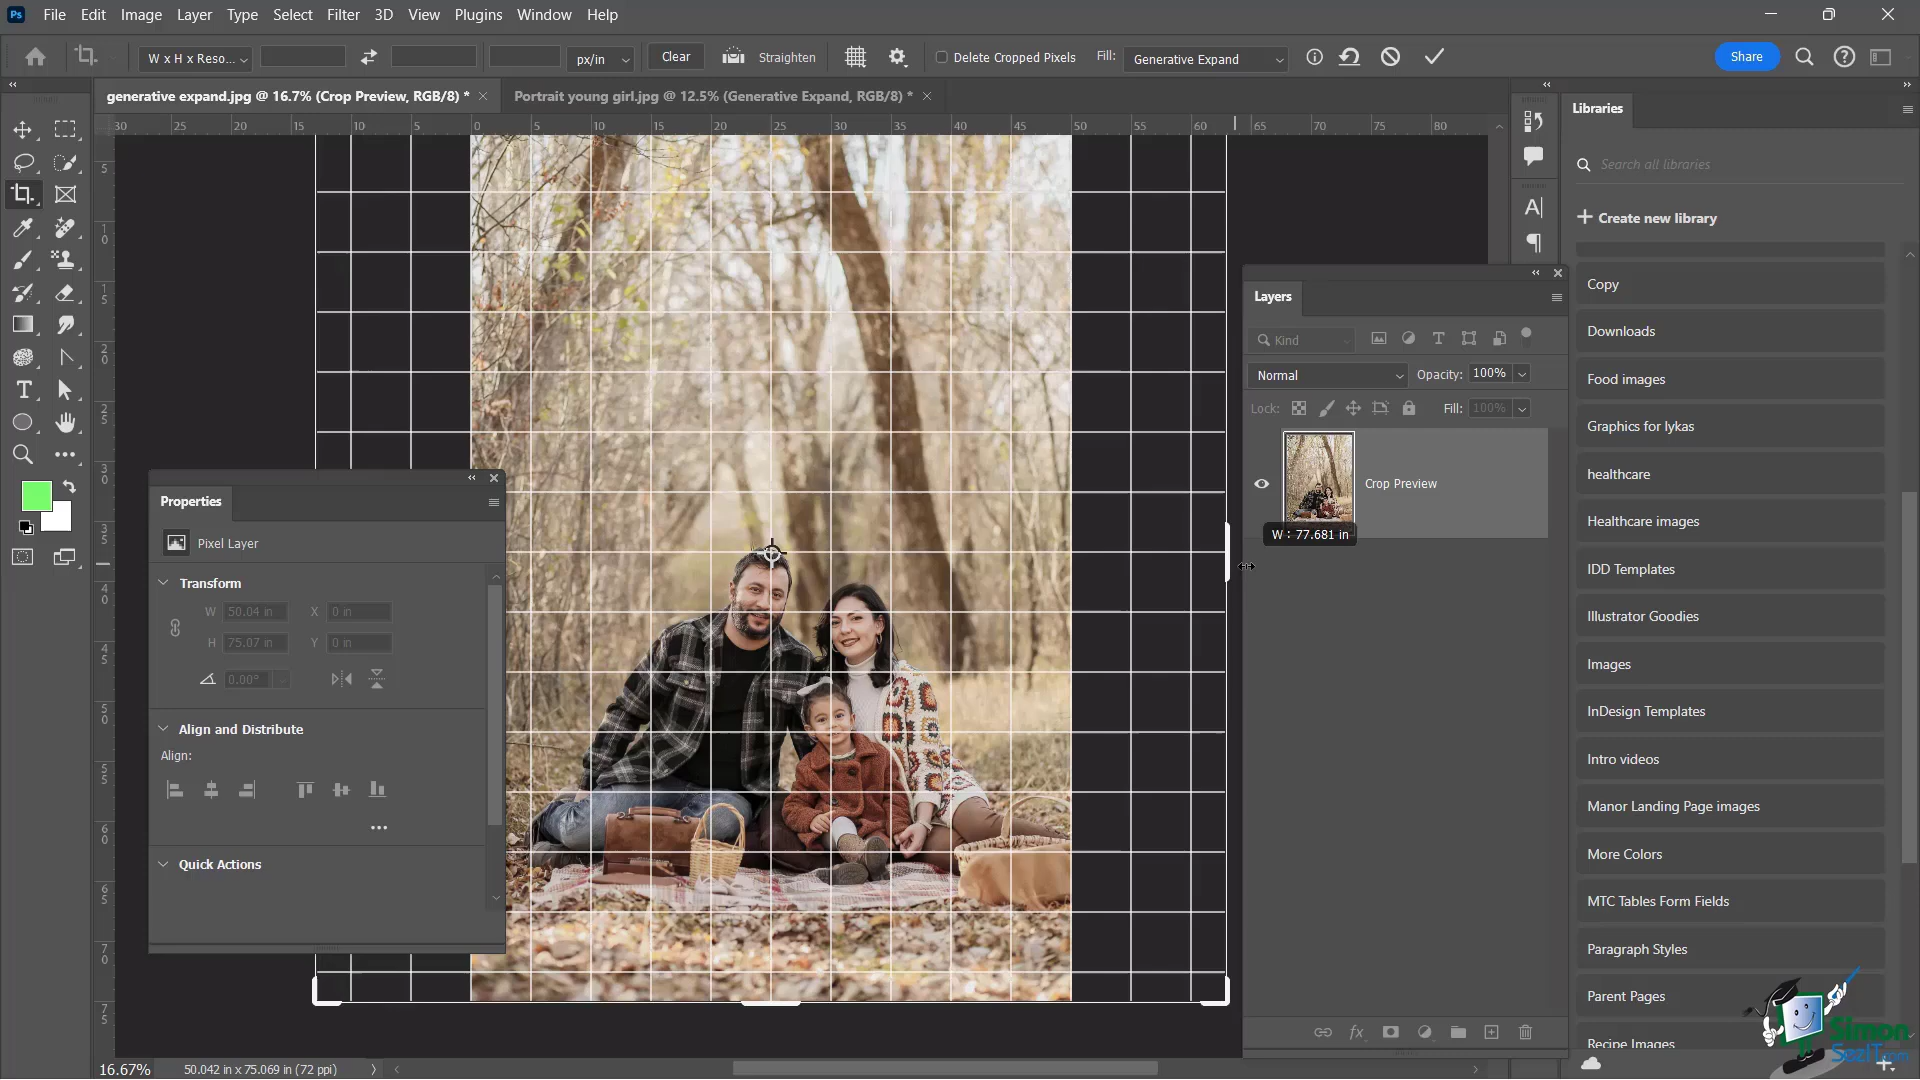 Ps File Edit Image Layer Type Select Filter 3D View Plugins Window Help
W x H x Reso... px/in Clear Straighten Delete Cropped Pixels Fill: Generative Expand Share
generative expand.jpg @ 16.7% (Crop Preview, RGB/8) * Portrait young girl.jpg @ 12.5% (Generative Expand, RGB/8) *
30 25 20 15 10 5 0 5 10 15 20 25 30 35 40 45 50 55 60 65 70 75 80
5
10
15
20
25
30
35
40
45
50
55
60
65
70
75
Properties
Pixel Layer
Transform
W 50.04 in X 0 in
H 75.07 in Y 0 in
0.00°
Align and Distribute
Align:
Quick Actions
Layers
Kind
Normal Opacity: 100%
Lock: Fill: 100%
Crop Preview
W : 77.681 in
fx
Libraries
Search all libraries
Create new library
Copy
Downloads
Food images
Graphics for lykas
healthcare
Healthcare images
IDD Templates
Illustrator Goodies
Images
InDesign Templates
Intro videos
Manor Landing Page images
More Colors
MTC Tables Form Fields
Paragraph Styles
Parent Pages
Recipe Images
Simon
SezIT.com
16.67% 50.042 in x 75.069 in (72 ppi)